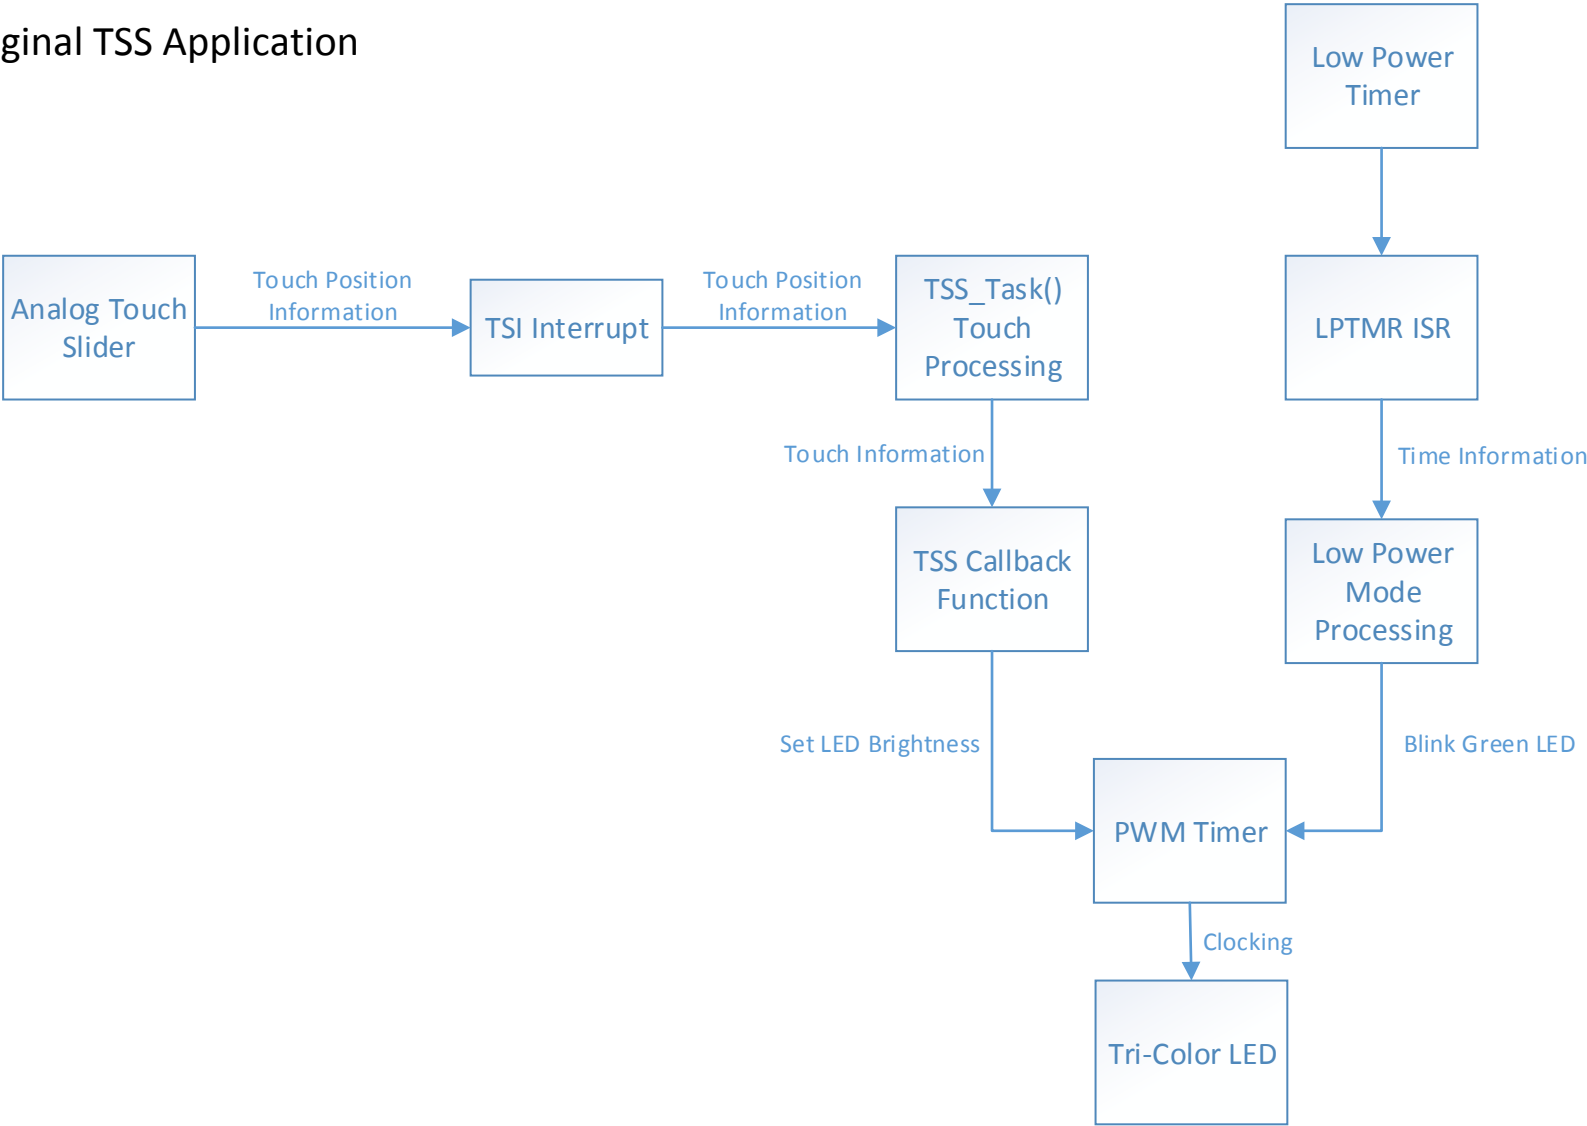 ginal TSS Application
Low Power
Timer
Analog Touch
Slider
Touch Position
Information
TSI Interrupt
Touch Position
Information
TSS_Task()
Touch
Processing
LPTMR ISR
Touch Information
Time Information
TSS Callback
Function
Low Power
Mode
Processing
Set LED Brightness
Blink Green LED
PWM Timer
Clocking
Tri-Color LED